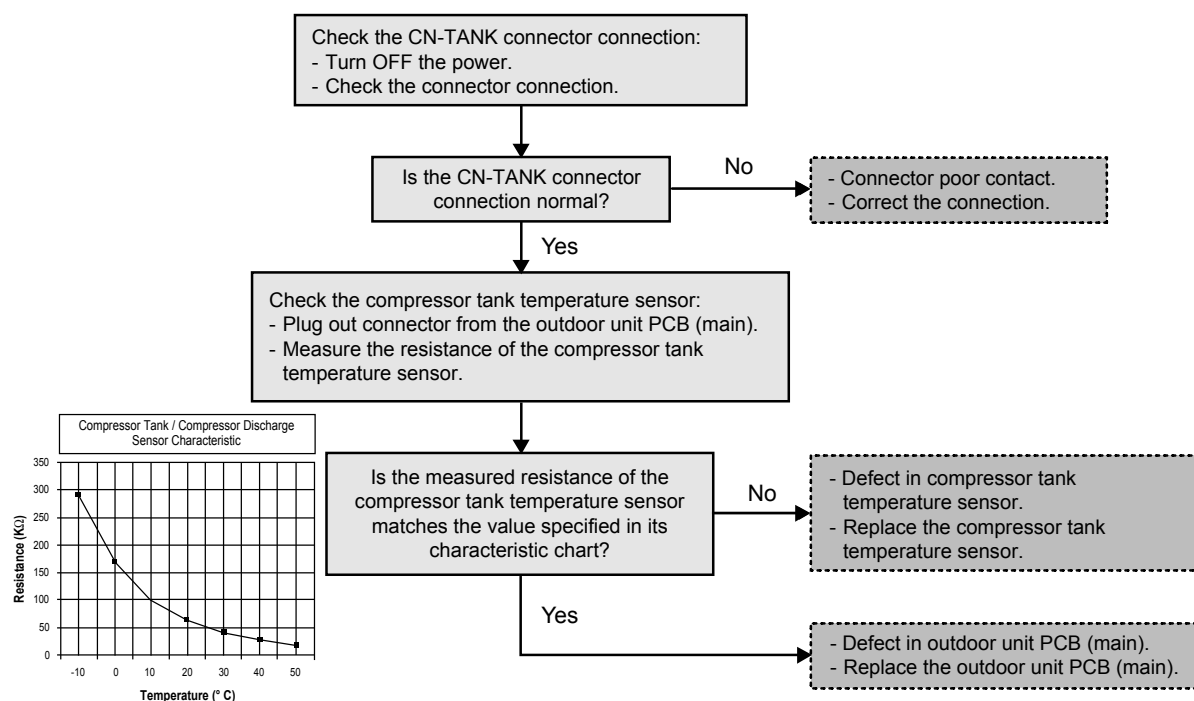 Check the CN-TANK connector connection:
- Turn OFF the power.
- Check the connector connection.
Is the CN-TANK connector
connection normal?
No
- Connector poor contact.
- Correct the connection.
Yes
Check the compressor tank temperature sensor:
- Plug out connector from the outdoor unit PCB (main).
- Measure the resistance of the compressor tank
temperature sensor.
Compressor Tank / Compressor Discharge
Sensor Characteristic
350
300
250
200
150
100
50
0
Resistance (KΩ)
-10 0 10 20 30 40 50
Temperature (° C)
Is the measured resistance of the
compressor tank temperature sensor
matches the value specified in its
characteristic chart?
No
- Defect in compressor tank
temperature sensor.
- Replace the compressor tank
temperature sensor.
Yes
- Defect in outdoor unit PCB (main).
- Replace the outdoor unit PCB (main).